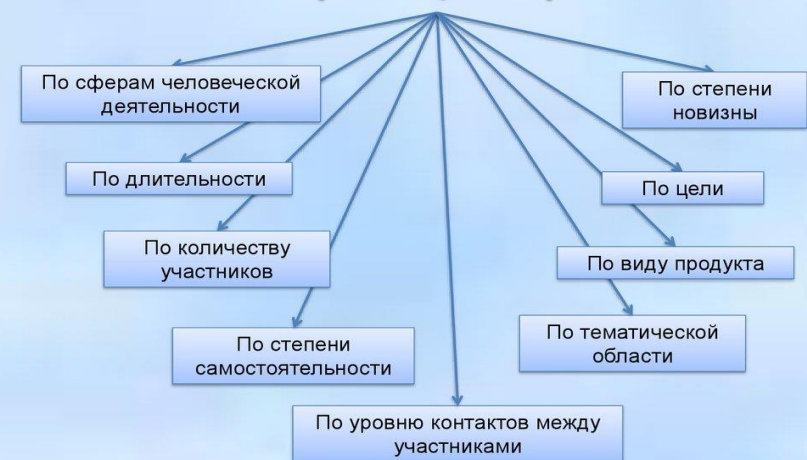 По сферам человеческой
деятельности
По степени
новизны
По длительности
По цели
По количеству
участников
По виду продукта
По степени
самостоятельности
По тематической
области
По уровню контактов между
участниками